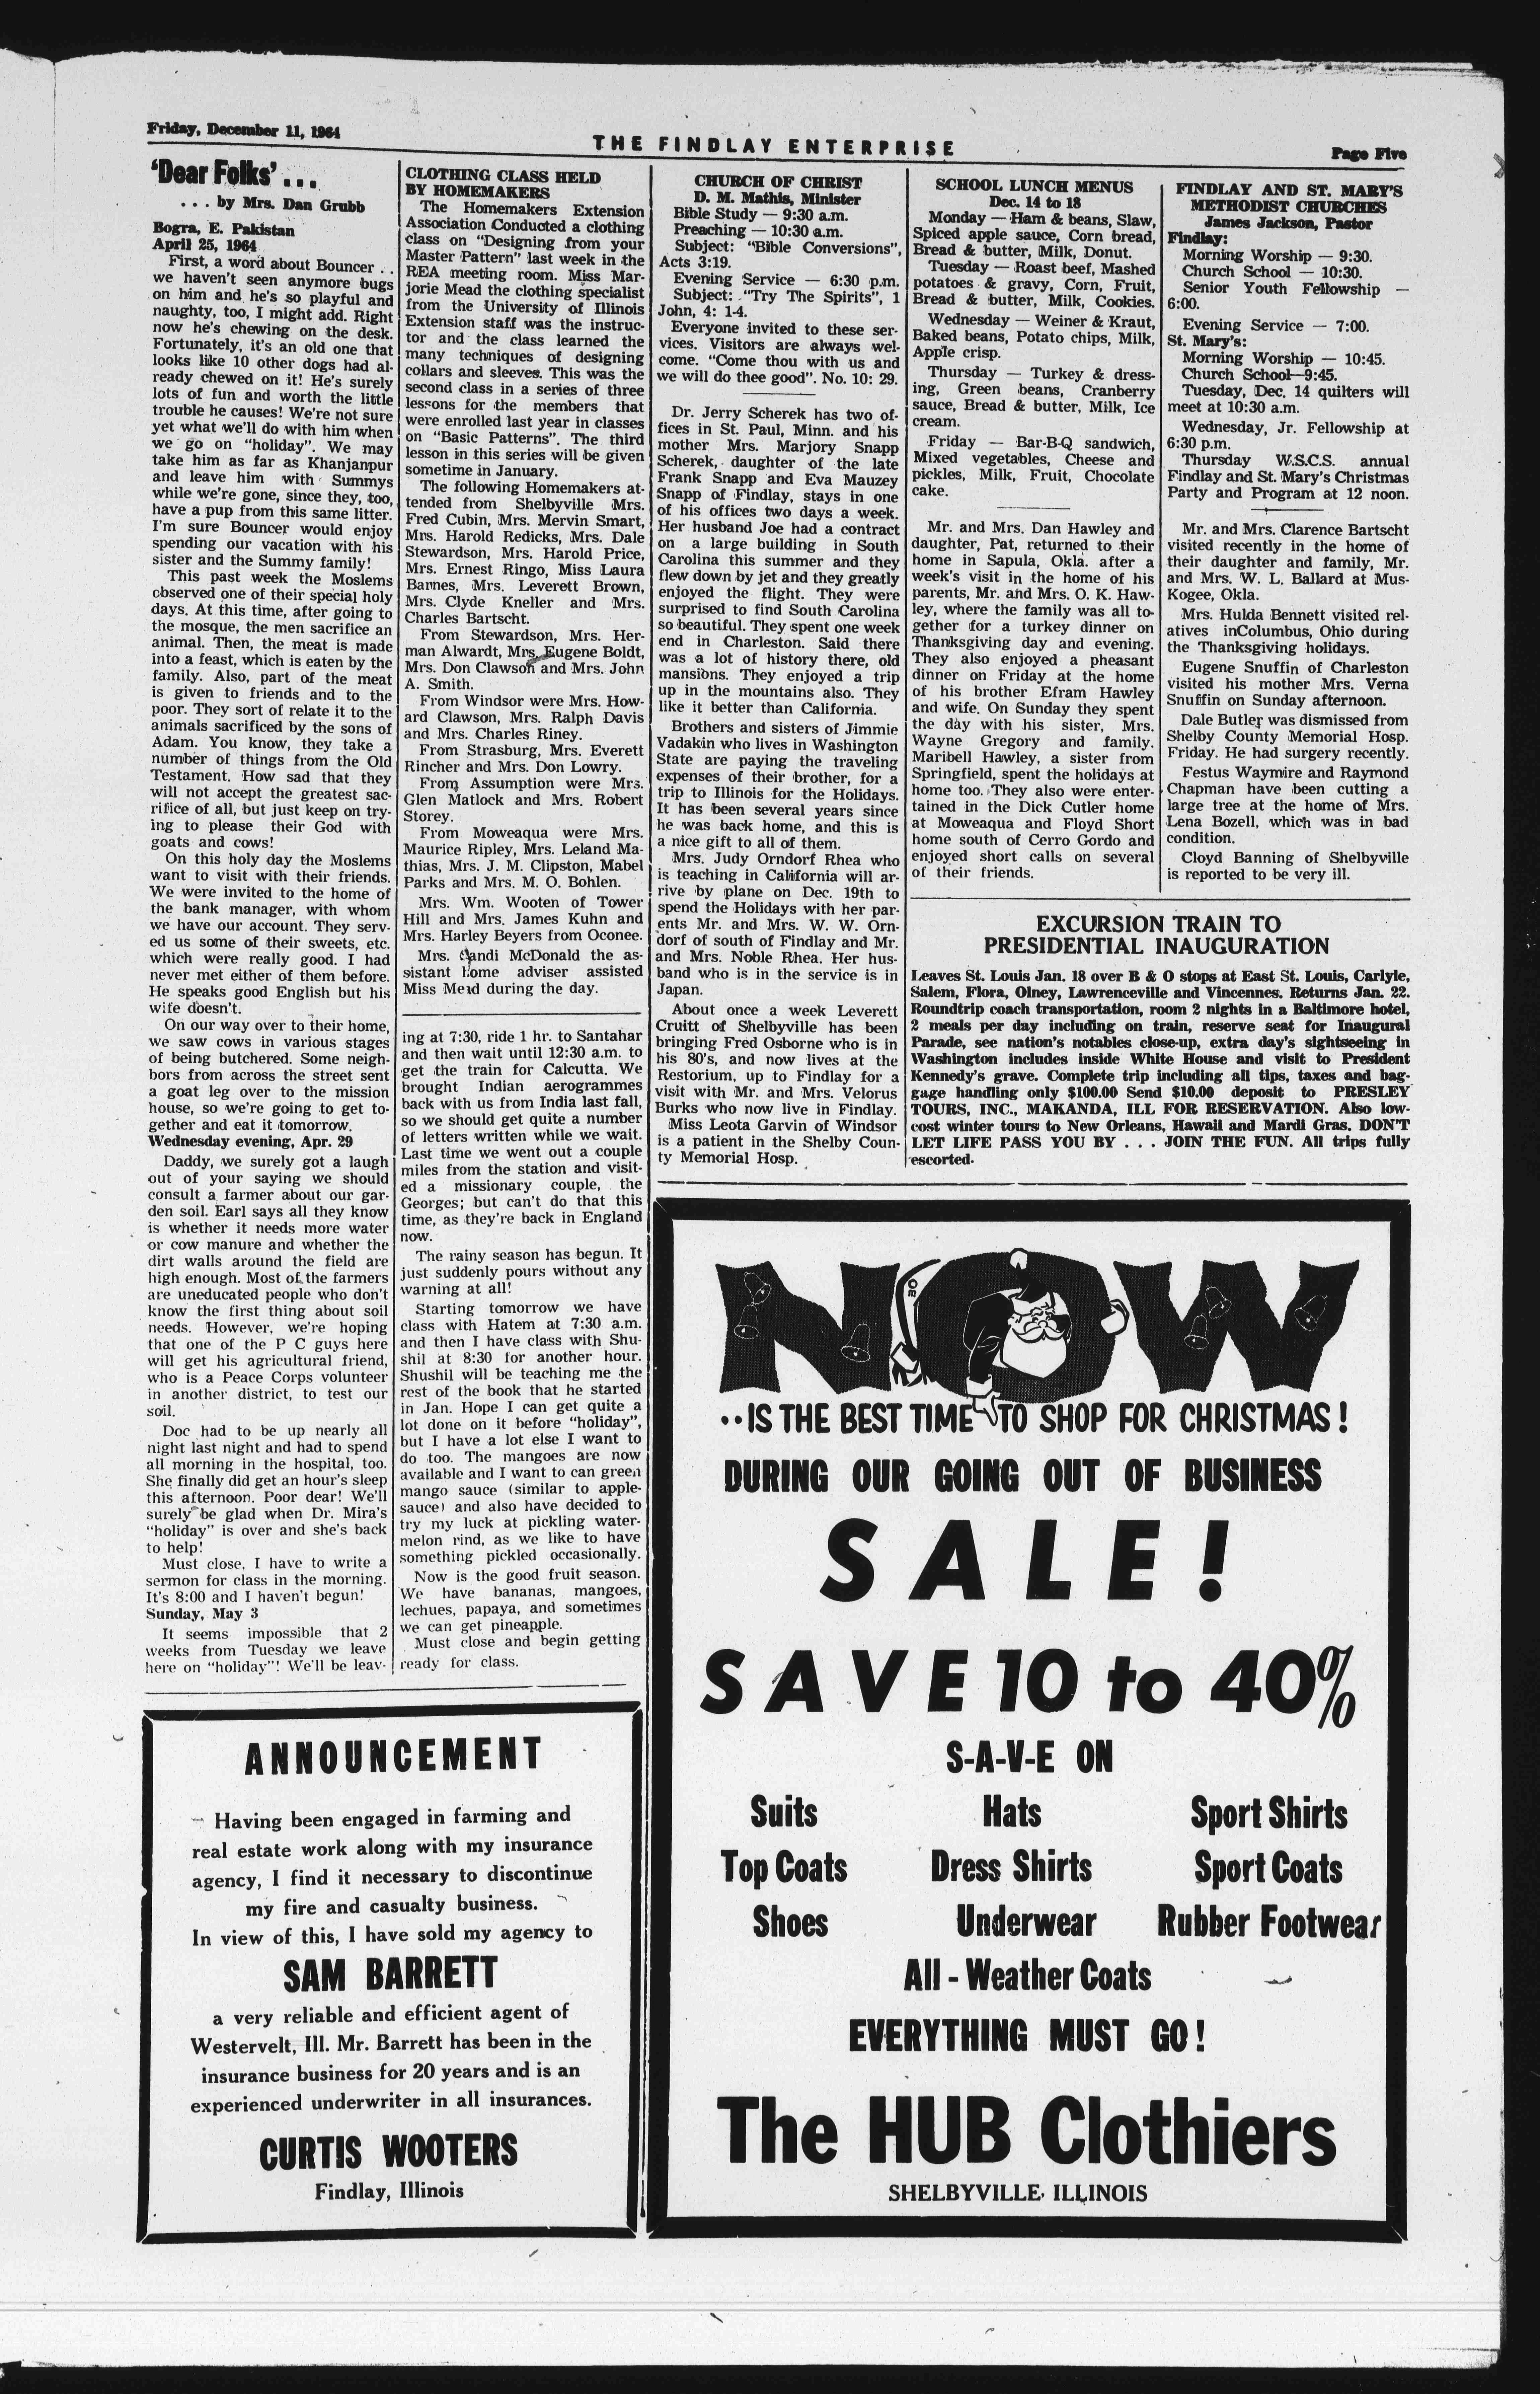 Friday, December 11, 1964
THE FINDLAY ENTERPRISE
Page Five
'Dear Folks' . . .
. . . by Mrs. Dan Grubb
Bogra, E. Pakistan
April 25, 1964
First, a word about Bouncer . .
we haven't seen anymore bugs
on him and he's so playful and
naughty, too, I might add. Right
now he's chewing on the desk.
Fortunately, it's an old one that
looks like 10 other dogs had al-
ready chewed on it! He's surely
lots of fun and worth the little
trouble he causes! We're not sure
yet what we'll do with him when
we go on "holiday". We may
take him as far as Khanjanpur
and leave him with Summys
while we're gone, since they, too,
have a pup from this same litter.
I'm sure Bouncer would enjoy
spending our vacation with his
sister and the Summy family!
This past week the Moslems
observed one of their special holy
days. At this time, after going to
the mosque, the men sacrifice an
animal. Then, the meat is made
into a feast, which is eaten by the
family. Also, part of the meat
is given to friends and to the
poor. They sort of relate it to the
animals sacrificed by the sons of
Adam. You know, they take a
number of things from the Old
Testament. How sad that they
will not accept the greatest sac-
rifice of all, but just keep on try-
ing to please their God with
goats and cows!
On this holy day the Moslems
want to visit with their friends.
We were invited to the home of
the bank manager, with whom
we have our account. They serv-
ed us some of their sweets, etc.
which were really good. I had
never met either of them before.
He speaks good English but his
wife doesn't.
On our way over to their home,
we saw cows in various stages
of being butchered. Some neigh-
bors from across the street sent
a goat leg over to the mission
house, so we're going to get to-
gether and eat it tomorrow.
Wednesday evening, Apr. 29
Daddy, we surely got a laugh
out of your saying we should
consult a farmer about our gar-
den soil. Earl says all they know
is whether it needs more water
or cow manure and whether the
dirt walls around the field are
high enough. Most of the farmers
are uneducated people who don't
know the first thing about soil
needs. However, we're hoping
that one of the P C guys here
will get his agricultural friend,
who is a Peace Corps volunteer
in another district, to test our
soil.
Doc had to be up nearly all
night last night and had to spend
all morning in the hospital, too.
She finally did get an hour's sleep
this afternoon. Poor dear! We'll
surely be glad when Dr. Mira's
"holiday" is over and she's back
to help!
Must close. I have to write a
sermon for class in the morning.
It's 8:00 and I haven't begun!
Sunday, May 3
It seems impossible that 2
weeks from Tuesday we leave
here on "holiday"! We'll be leav-
CLOTHING CLASS HELD
BY HOMEMAKERS
The Homemakers Extension
Association Conducted a clothing
class on "Designing from your
Master Pattern" last week in the
REA meeting room. Miss Mar-
jorie Mead the clothing specialist
from the University of Illinois
Extension staff was the instruc-
tor and the class learned the
many techniques of designing
collars and sleeves. This was the
second class in a series of three
lessons for the members that
were enrolled last year in classes
on "Basic Patterns". The third
lesson in this series will be given
sometime in January.
The following Homemakers at-
tended from Shelbyville Mrs.
Fred Cubin, Mrs. Mervin Smart,
Mrs. Harold Redicks, Mrs. Dale
Stewardson, Mrs. Harold Price,
Mrs. Ernest Ringo, Miss Laura
Barnes, Mrs. Leverett Brown,
Mrs. Clyde Kneller and Mrs.
Charles Bartscht.
From Stewardson, Mrs. Her-
man Alwardt, Mrs. Eugene Boldt,
Mrs. Don Clawson and Mrs. John
A. Smith.
From Windsor were Mrs. How-
ard Clawson, Mrs. Ralph Davis
and Mrs. Charles Riney.
From Strasburg, Mrs. Everett
Rincher and Mrs. Don Lowry.
From Assumption were Mrs.
Glen Matlock and Mrs. Robert
Storey.
From Moweaqua were Mrs.
Maurice Ripley, Mrs. Leland Ma-
thias, Mrs. J. M. Clipston, Mabel
Parks and Mrs. M. O. Bohlen.
Mrs. Wm. Wooten of Tower
Hill and Mrs. James Kuhn and
Mrs. Harley Beyers from Oconee.
Mrs. McDonald the as-
sistant home adviser assisted
Miss Mead during the day.
ing at 7:30, ride 1 hr. to Santahar
and then wait until 12:30 a.m. to
get the train for Calcutta. We
brought Indian aerogrammes
back with us from India last fall,
so we should get quite a number
of letters written while we wait.
Last time we went out a couple
miles from the station and visit-
ed a missionary couple, the
Georges; but can't do that this
time, as they're back in England
now.
The rainy season has begun. It
just suddenly pours without any
warning at all!
Starting tomorrow we have
class with Hatem at 7:30 a.m.
and then I have class with Shu-
shil at 8:30 for another hour.
Shushil will be teaching me the
rest of the book that he started
in Jan. Hope I can get quite a
lot done on it before "holiday",
but I have a lot else I want to
do too. The mangoes are now
available and I want to can green
mango sauce (similar to apple-
sauce) and also have decided to
try my luck at pickling water-
melon rind, as we like to have
something pickled occasionally.
Now is the good fruit season.
We have bananas, mangoes,
lechues, papaya, and sometimes
we can get pineapple.
Must close and begin getting
ready for class.
CHURCH OF CHRIST
D. M. Mathis, Minister
Bible Study — 9:30 a.m.
Preaching — 10:30 a.m.
Subject: "Bible Conversions",
Acts 3:19.
Evening Service — 6:30 p.m.
Subject: "Try The Spirits", 1
John, 4: 1-4.
Everyone invited to these ser-
vices. Visitors are always wel-
come. "Come thou with us and
we will do thee good". No. 10: 29.
Dr. Jerry Scherek has two of-
fices in St. Paul, Minn. and his
mother Mrs. Marjory Snapp
Scherek, daughter of the late
Frank Snapp and Eva Mauzey
Snapp of Findlay, stays in one
of his offices two days a week.
Her husband Joe had a contract
on a large building in South
Carolina this summer and they
flew down by jet and they greatly
enjoyed the flight. They were
surprised to find South Carolina
so beautiful. They spent one week
end in Charleston. Said there
was a lot of history there, old
mansions. They enjoyed a trip
up in the mountains also. They
like it better than California.
Brothers and sisters of Jimmie
Vadakin who lives in Washington
State are paying the traveling
expenses of their brother, for a
trip to Illinois for the Holidays.
It has been several years since
he was back home, and this is
a nice gift to all of them.
Mrs. Judy Orndorf Rhea who
is teaching in California will ar-
rive by plane on Dec. 19th to
spend the Holidays with her par-
ents Mr. and Mrs. W. W. Orn-
dorf of south of Findlay and Mr.
and Mrs. Noble Rhea. Her hus-
band who is in the service is in
Japan.
About once a week Leverett
Cruitt of Shelbyville has been
bringing Fred Osborne who is in
his 80's, and now lives at the
Restorium, up to Findlay for a
visit with Mr. and Mrs. Velorus
Burks who now live in Findlay.
Miss Leota Garvin of Windsor
is a patient in the Shelby Coun-
ty Memorial Hosp.
SCHOOL LUNCH MENUS
Dec. 14 to 18
Monday — Ham & beans, Slaw,
Spiced apple sauce, Corn bread,
Bread & butter, Milk, Donut.
Tuesday — Roast beef, Mashed
potatoes & gravy, Corn, Fruit,
Bread & butter, Milk, Cookies.
Wednesday — Weiner & Kraut,
Baked beans, Potato chips, Milk,
Apple crisp.
Thursday — Turkey & dress-
ing, Green beans, Cranberry
sauce, Bread & butter, Milk, Ice
cream.
Friday — Bar-B-Q sandwich,
Mixed vegetables, Cheese and
pickles, Milk, Fruit, Chocolate
cake.
Mr. and Mrs. Dan Hawley and
daughter, Pat, returned to their
home in Sapula, Okla. after a
week's visit in the home of his
parents, Mr. and Mrs. O. K. Haw-
ley, where the family was all to-
gether for a turkey dinner on
Thanksgiving day and evening.
They also enjoyed a pheasant
dinner on Friday at the home
of his brother Efram Hawley
and wife. On Sunday they spent
the day with his sister, Mrs.
Wayne Gregory and family.
Maribell Hawley, a sister from
Springfield, spent the holidays at
home too. They also were enter-
tained in the Dick Cutler home
at Moweaqua and Floyd Short
home south of Cerro Gordo and
enjoyed short calls on several
of their friends.
FINDLAY AND ST. MARY'S
METHODIST CHURCHES
James Jackson, Pastor
Findlay:
Morning Worship — 9:30.
Church School — 10:30.
Senior Youth Fellowship —
6:00.
Evening Service — 7:00.
St. Mary's:
Morning Worship — 10:45.
Church School—9:45.
Tuesday, Dec. 14 quilters will
meet at 10:30 a.m.
Wednesday, Jr. Fellowship at
6:30 p.m.
Thursday W.S.C.S. annual
Findlay and St. Mary's Christmas
Party and Program at 12 noon.
Mr. and Mrs. Clarence Bartscht
visited recently in the home of
their daughter and family, Mr.
and Mrs. W. L. Ballard at Mus-
Kogee, Okla.
Mrs. Hulda Bennett visited rel-
atives inColumbus, Ohio during
the Thanksgiving holidays.
Eugene Snuffin of Charleston
visited his mother Mrs. Verna
Snuffin on Sunday afternoon.
Dale Butler was dismissed from
Shelby County Memorial Hosp.
Friday. He had surgery recently.
Festus Waymire and Raymond
Chapman have been cutting a
large tree at the home of Mrs.
Lena Bozell, which was in bad
condition.
Cloyd Banning of Shelbyville
is reported to be very ill.
EXCURSION TRAIN TO
PRESIDENTIAL INAUGURATION
Leaves St. Louis Jan. 18 over B & O stops at East St. Louis, Carlyle,
Salem, Flora, Olney, Lawrenceville and Vincennes. Returns Jan. 22.
Roundtrip coach transportation, room 2 nights in a Baltimore hotel,
2 meals per day including on train, reserve seat for Inaugural
Parade, see nation's notables close-up, extra day's sightseeing in
Washington includes inside White House and visit to President
Kennedy's grave. Complete trip including all tips, taxes and bag-
gage handling only $100.00 Send $10.00 deposit to PRESLEY
TOURS, INC., MAKANDA, ILL FOR RESERVATION. Also low-
cost winter tours to New Orleans, Hawaii and Mardi Gras. DON'T
LET LIFE PASS YOU BY . . . JOIN THE FUN. All trips fully
escorted.
ANNOUNCEMENT
Having been engaged in farming and
real estate work along with my insurance
agency, I find it necessary to discontinue
my fire and casualty business.
In view of this, I have sold my agency to
SAM BARRETT
a very reliable and efficient agent of
Westervelt, Ill. Mr. Barrett has been in the
insurance business for 20 years and is an
experienced underwriter in all insurances.
CURTIS WOOTERS
Findlay, Illinois
NOW
..IS THE BEST TIME TO SHOP FOR CHRISTMAS!
DURING OUR GOING OUT OF BUSINESS
SALE!
SAVE 10 to 40%
S-A-V-E ON
Suits Hats Sport Shirts
Top Coats Dress Shirts Sport Coats
Shoes Underwear Rubber Footwear
All - Weather Coats
EVERYTHING MUST GO!
The HUB Clothiers
SHELBYVILLE, ILLINOIS